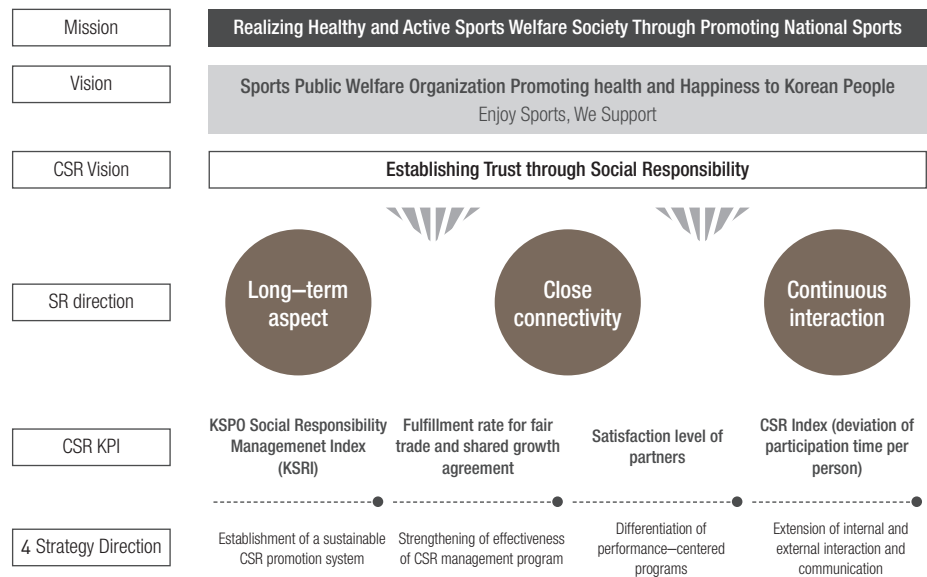 Mission
Realizing Healthy and Active Sports Welfare Society Through Promoting National Sports
Vision
Sports Public Welfare Organization Promoting health and Happiness to Korean People
Enjoy Sports, We Support
CSR Vision
Establishing Trust through Social Responsibility
SR direction
Long–term
aspect
Close
connectivity
Continuous
interaction
CSR KPI
KSPO Social Responsibility
Managemenet Index
(KSRI)
Fulfillment rate for fair
trade and shared growth
agreement
Satisfaction level of
partners
CSR Index (deviation of
participation time per
person)
4 Strategy Direction
Establishment of a sustainable
CSR promotion system
Strengthening of effectiveness
of CSR management program
Differentiation of
performance–centered
programs
Extension of internal and
external interaction and
communication